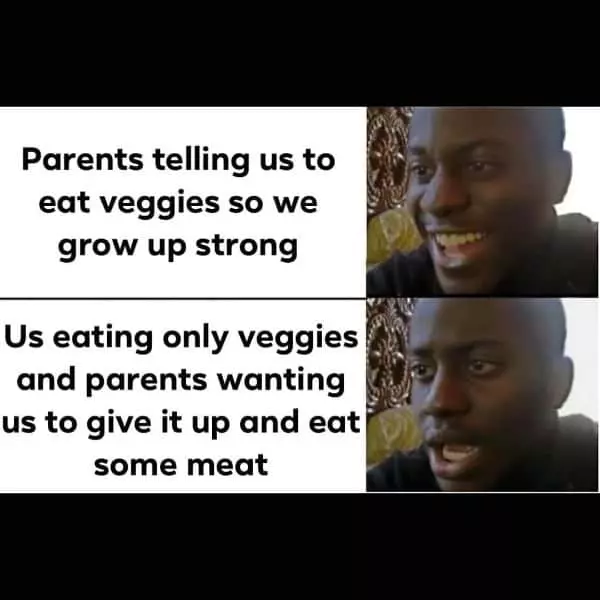 Parents telling us to
eat veggies so we
grow up strong
Us eating only veggies
and parents wanting
us to give it up and eat
some meat